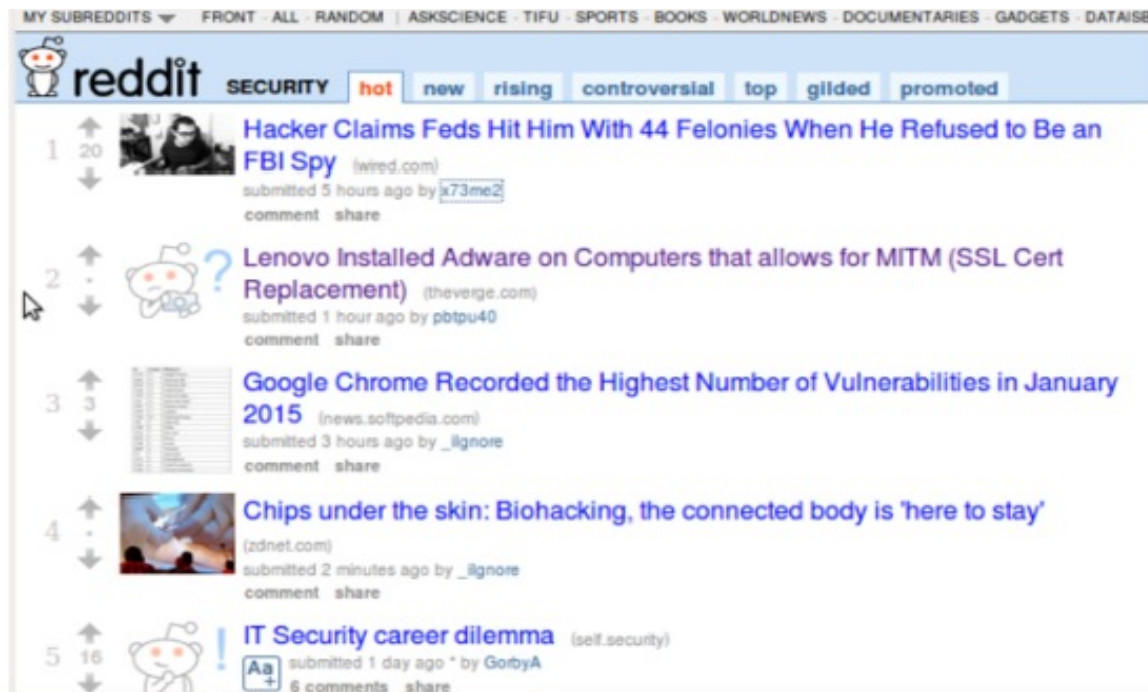 MY SUBREDDITS FRONT - ALL - RANDOM | ASKSCIENCE - TIFU - SPORTS - BOOKS - WORLDNEWS - DOCUMENTARIES - GADGETS - DATAISB
reddit SECURITY hot new rising controversial top gilded promoted
1 20 Hacker Claims Feds Hit Him With 44 Felonies When He Refused to Be an
FBI Spy (wired.com)
submitted 5 hours ago by x73me2
comment share
2 • Lenovo Installed Adware on Computers that allows for MITM (SSL Cert
Replacement) (theverge.com)
submitted 1 hour ago by pbtpu40
comment share
3 3 Google Chrome Recorded the Highest Number of Vulnerabilities in January
2015 (news.softpedia.com)
submitted 3 hours ago by _iIgnore
comment share
4 • Chips under the skin: Biohacking, the connected body is 'here to stay'
(zdnet.com)
submitted 2 minutes ago by _iIgnore
comment share
5 16 IT Security career dilemma (self.security)
Aa+ submitted 1 day ago * by GorbyA
6 comments share